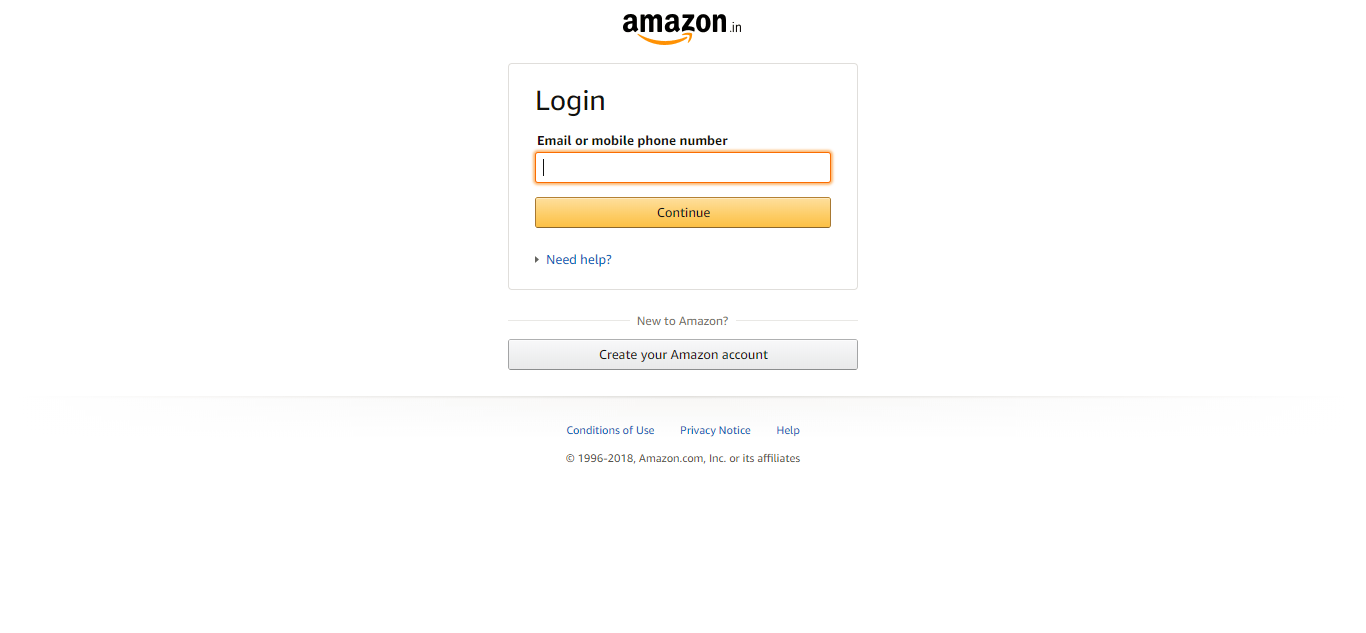 amazon.in
Login
Email or mobile phone number
Continue
Need help?
New to Amazon?
Create your Amazon account
Conditions of Use Privacy Notice Help
© 1996-2018, Amazon.com, Inc. or its affiliates